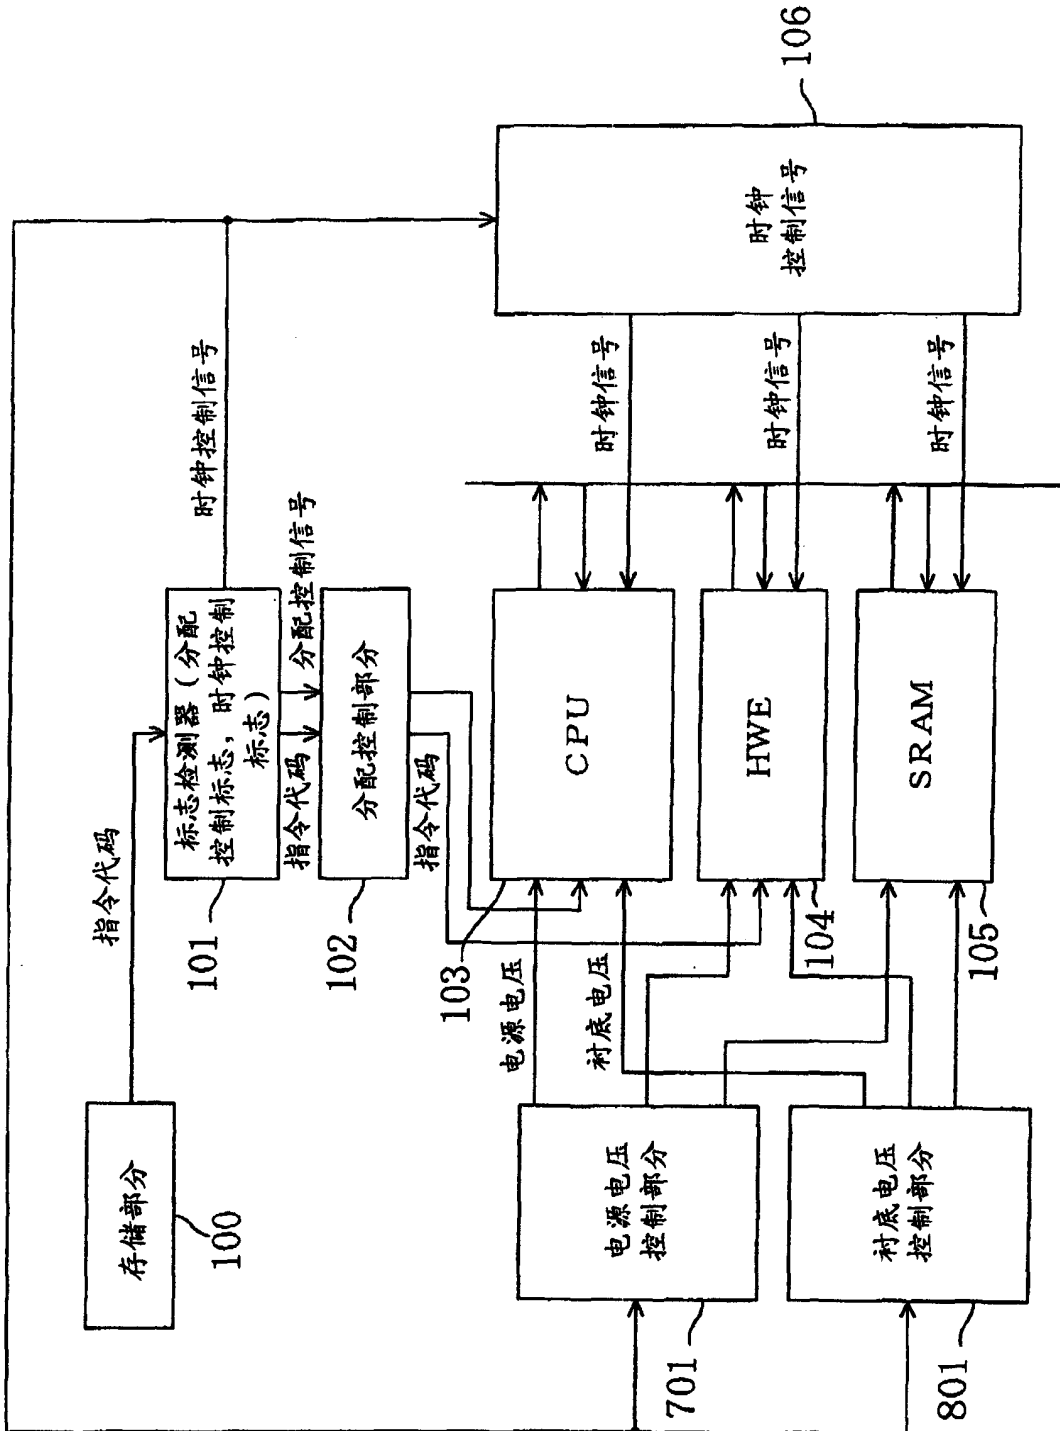 存储部分
100
指令代码
标志检测器（分配
控制标志，时钟控制
标志）
101
时钟控制信号
指令代码
分配控制信号
分配控制部分
102
指令代码
CPU
103
HWE
104
SRAM
105
时钟
控制信号
106
时钟信号
时钟信号
时钟信号
电源电压
衬底电压
电源电压
控制部分
701
衬底电压
控制部分
801